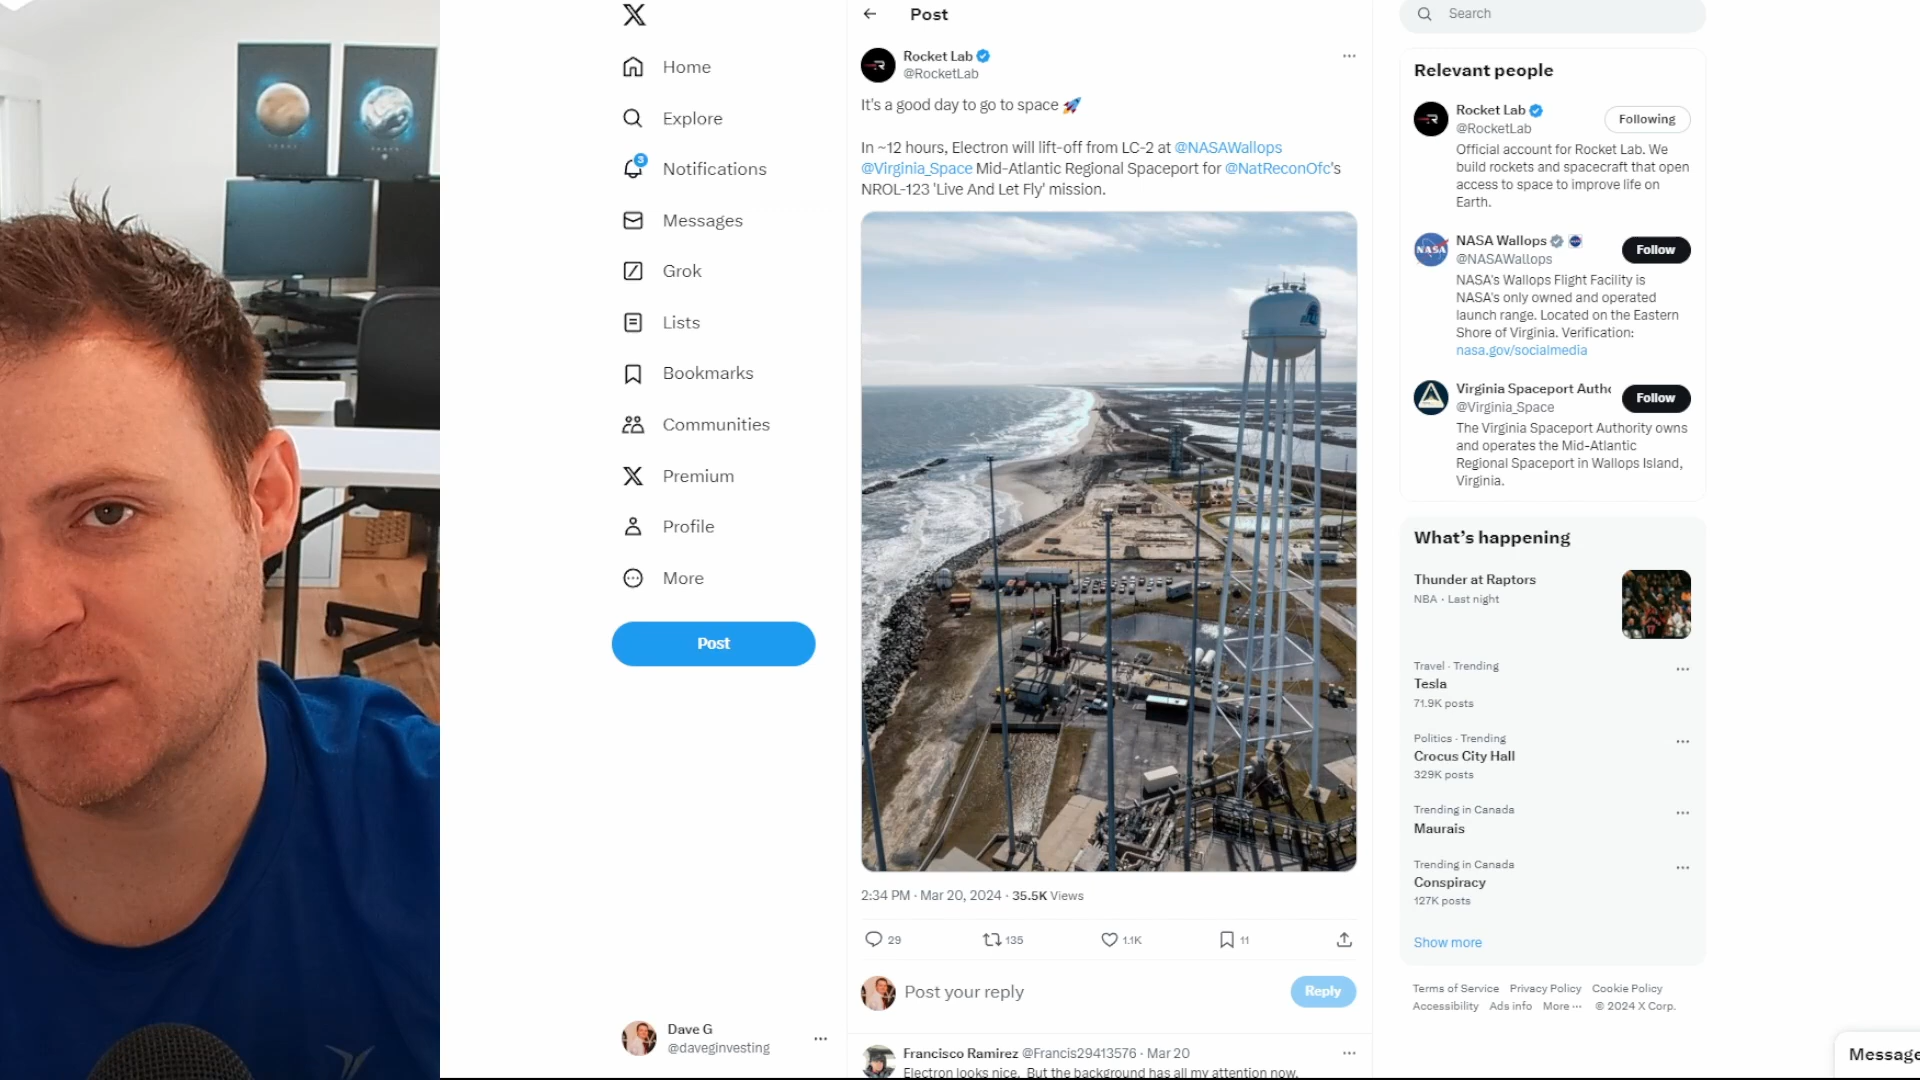 Home
Explore
3
Notifications
Messages
Grok
Lists
Bookmarks
Communities
Premium
Profile
More
Post
Dave G
@daveginvesting
Post
Rocket Lab
@RocketLab
It's a good day to go to space 🚀
In ~12 hours, Electron will lift-off from LC-2 at @NASAWallops
@Virginia_Space Mid-Atlantic Regional Spaceport for @NatReconOfc's
NROL-123 'Live And Let Fly' mission.
2:34 PM · Mar 20, 2024 · 35.5K Views
29
135
1.1K
11
Post your reply
Reply
Francisco Ramirez @Francis29413576 · Mar 20
Electron looks nice. But the background has all my attention now.
Search
Relevant people
Rocket Lab
@RocketLab
Following
Official account for Rocket Lab. We
build rockets and spacecraft that open
access to space to improve life on
Earth.
NASA
NASA Wallops
@NASAWallops
Follow
NASA's Wallops Flight Facility is
NASA's only owned and operated
launch range. Located on the Eastern
Shore of Virginia. Verification:
nasa.gov/socialmedia
Virginia Spaceport Autho
@Virginia_Space
Follow
The Virginia Spaceport Authority owns
and operates the Mid-Atlantic
Regional Spaceport in Wallops Island,
Virginia.
What's happening
Thunder at Raptors
NBA · Last night
Travel · Trending
Tesla
71.9K posts
Politics · Trending
Crocus City Hall
329K posts
Trending in Canada
Maurais
Trending in Canada
Conspiracy
127K posts
Show more
Terms of Service Privacy Policy Cookie Policy
Accessibility Ads info More ··· © 2024 X Corp.
Message